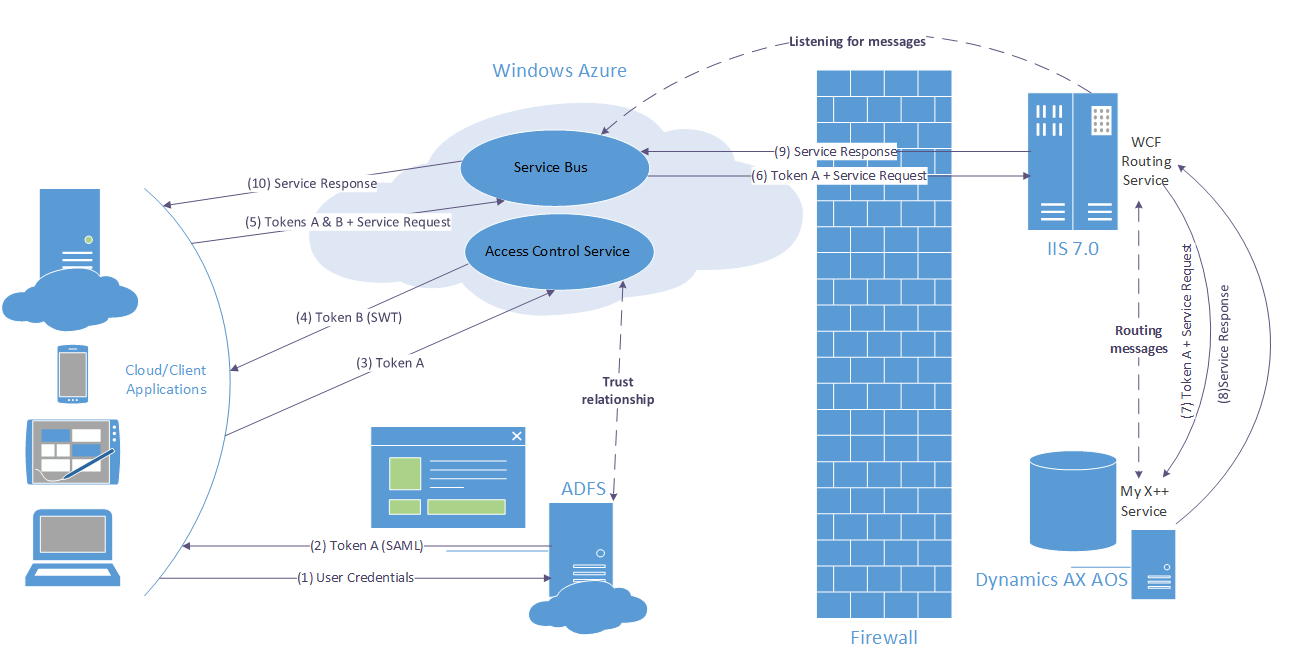 Listening for messages
Windows Azure
Service Bus
(9) Service Response
(6) Token A + Service Request
WCF
Routing
Service
(10) Service Response
(5) Tokens A & B + Service Request
Access Control Service
IIS 7.0
(4) Token B (SWT)
(3) Token A
Cloud/Client
Applications
Trust
relationship
Routing
messages
(7) Token A + Service Request
(8)Service Response
ADFS
My X++
Service
(2) Token A (SAML)
(1) User Credentials
Dynamics AX AOS
Firewall